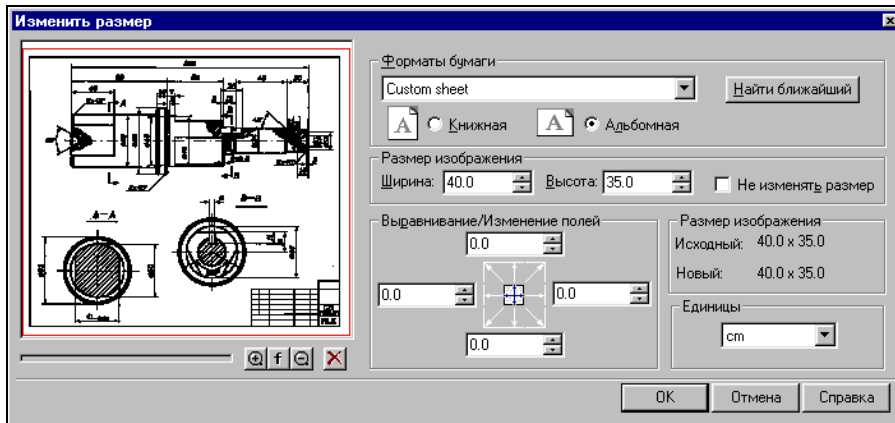 Изменить размер
Форматы бумаги
Custom sheet
Найти ближайший
Книжная
Альбомная
Размер изображения
Ширина: 40.0 Высота: 35.0 Не изменять размер
Выравнивание/Изменение полей
0.0
0.0 0.0
0.0
Размер изображения
Исходный: 40.0 x 35.0
Новый: 40.0 x 35.0
Единицы
cm
f
OK Отмена Справка
A A
A—A
B—B